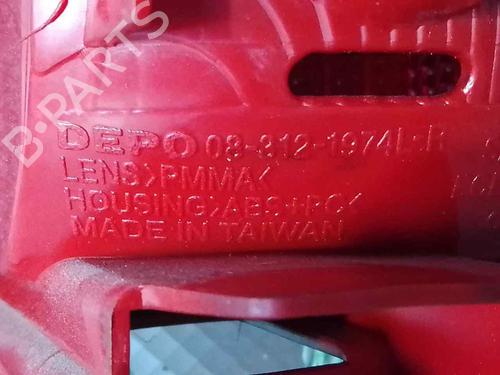 B-PARTS
DEPO 08-312-1974L-R
LENS>PMMA<
HOUSING>ABS+PC<
MADE IN TAIWAN